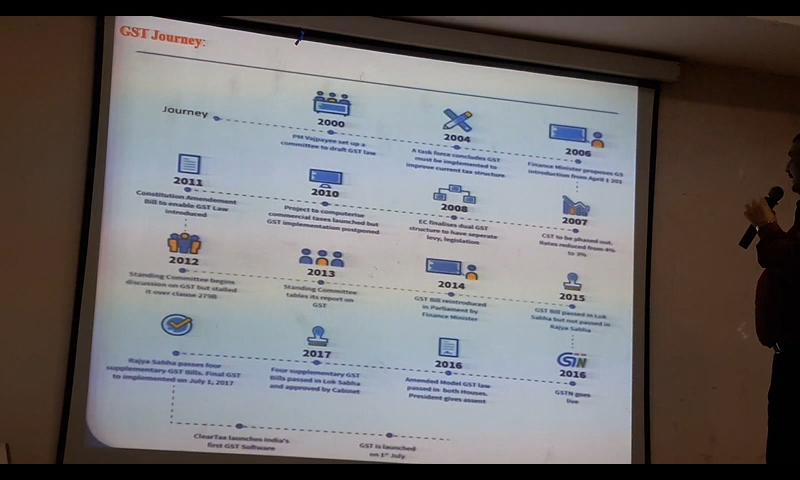 GST Journey:
Journey
2000
PM Vajpayee set up a
committee to draft GST law
2004
A task force concludes GST
must be implemented to
improve current tax structure
2006
Finance Minister proposes GS
introduction from April 1 201
2011
Constitution Amendement
Bill to enable GST Law
introduced
2010
Project to computerise
commercial taxes launched but
GST implementation postponed
2008
EC finalises dual GST
structure to have seperate
levy, legislation
2007
CST to be phased out.
Rates reduced from 4%
to 3%
2012
Standing Committee begins
discussion on GST but stalled
it over clause 279B
2013
Standing Committee
tables its report on
GST
2014
GST Bill reintroduced
in Parliament by
Finance Minister
2015
GST Bill passed in Lok
Sabha but not passed in
Rajya Sabha
Rajya Sabha passes four
supplementary GST Bills. Final GST
to implemented on July 1, 2017
2017
Four supplementary GST
Bills passed in Lok Sabha
and approved by Cabinet
2016
Amended Model GST law
passed in both Houses.
President gives assent
GSTN
2016
GSTN goes
live
ClearTax launches India's
first GST Software
GST is launched
on 1st July